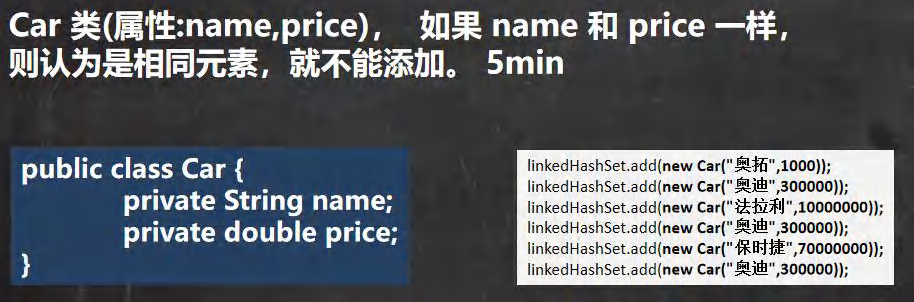 Car 类(属性:name,price)， 如果 name 和 price 一样，
则认为是相同元素，就不能添加。 5min
public class Car {
private String name;
private double price;
}
linkedHashSet.add(new Car("奥拓",1000));
linkedHashSet.add(new Car("奥迪",300000));
linkedHashSet.add(new Car("法拉利",10000000));
linkedHashSet.add(new Car("奥迪",300000));
linkedHashSet.add(new Car("保时捷",70000000));
linkedHashSet.add(new Car("奥迪",300000));